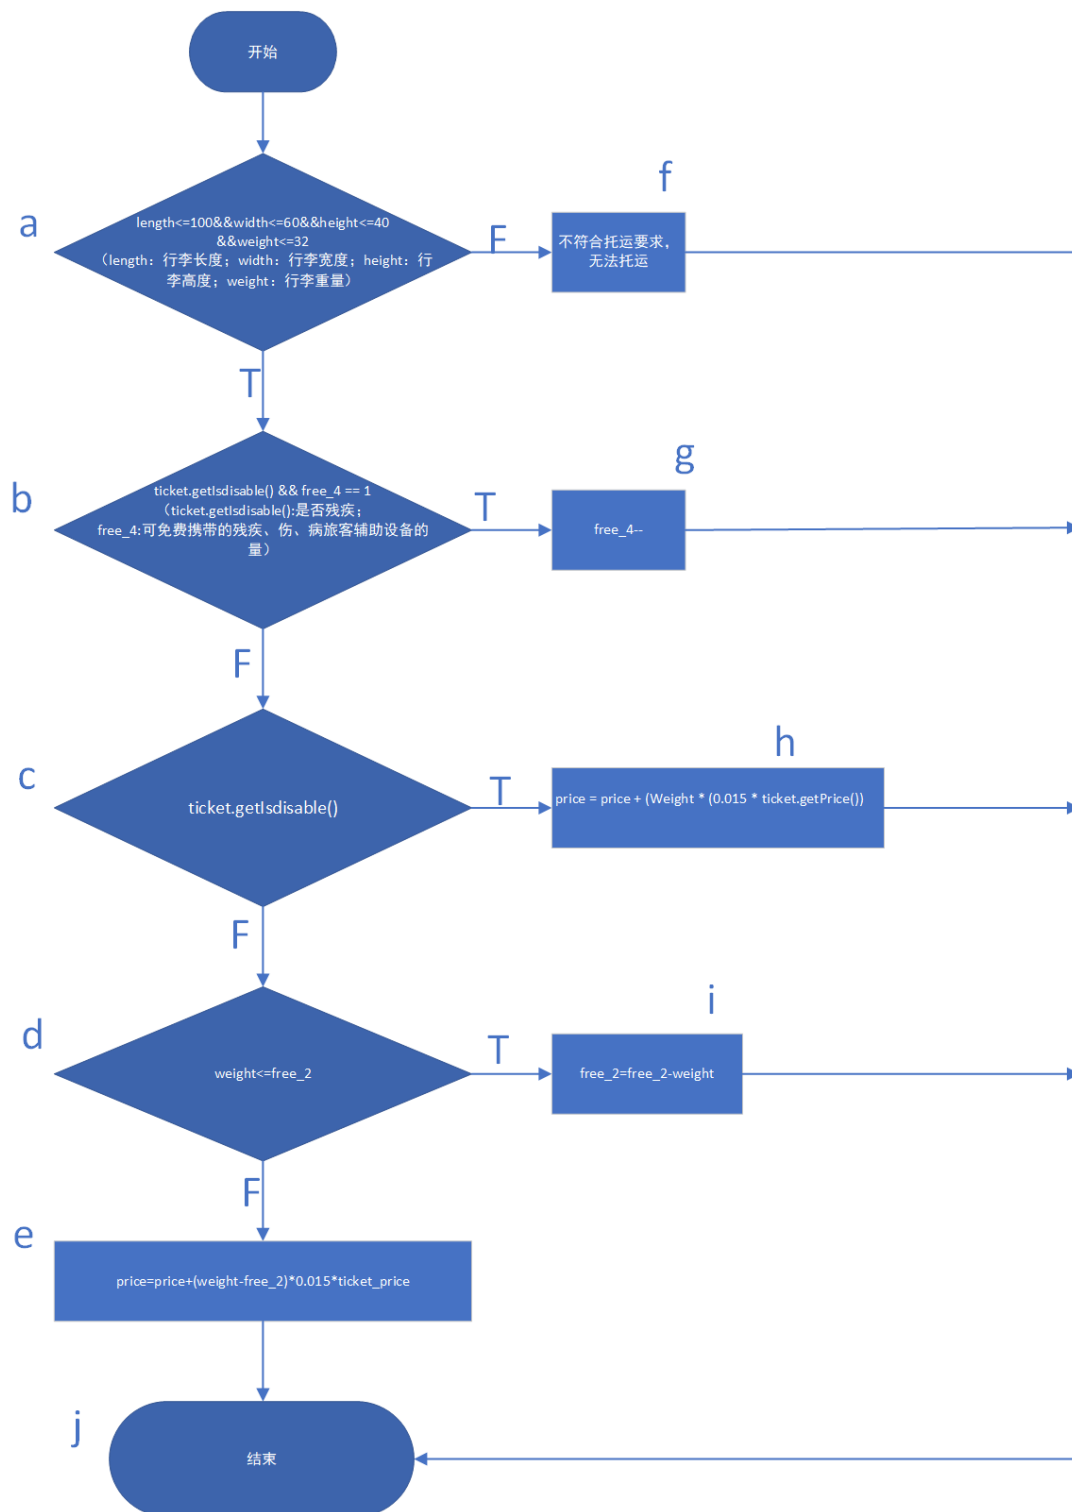 开始
a
length<=100&&width<=60&&height<=40
&&weight<=32
（length：行李长度；width：行李宽度；height：行
李高度；weight：行李重量）
F
f
不符合托运要求，
无法托运
T
b
ticket.getIsdisable() && free_4 == 1
（ticket.getIsdisable():是否残疾；
free_4:可免费携带的残疾、伤、病旅客辅助设备的
量）
T
g
free_4--
F
c
ticket.getIsdisable()
T
h
price = price + (Weight * (0.015 * ticket.getPrice())
F
d
weight<=free_2
T
i
free_2=free_2-weight
F
e
price=price+(weight-free_2)*0.015*ticket_price
j
结束